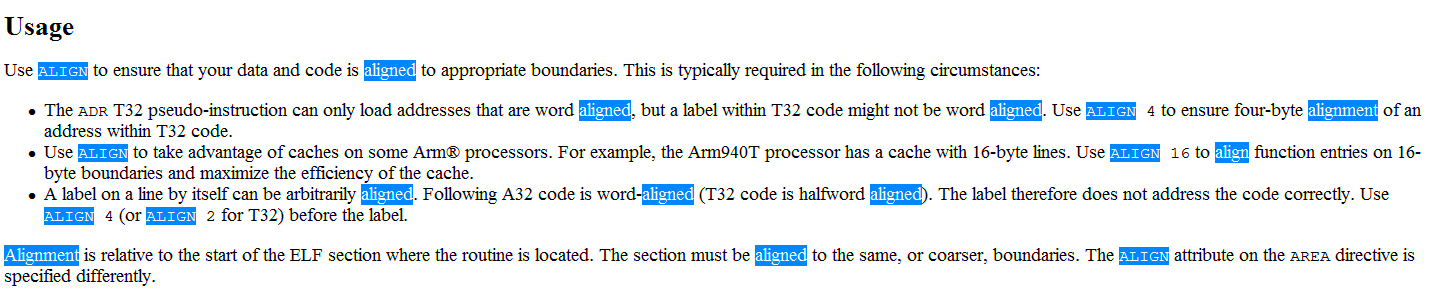 Usage
Use ALIGN to ensure that your data and code is aligned to appropriate boundaries. This is typically required in the following circumstances:
• The ADR T32 pseudo-instruction can only load addresses that are word aligned, but a label within T32 code might not be word aligned. Use ALIGN 4 to ensure four-byte alignment of an
address within T32 code.
• Use ALIGN to take advantage of caches on some Arm® processors. For example, the Arm940T processor has a cache with 16-byte lines. Use ALIGN 16 to align function entries on 16-
byte boundaries and maximize the efficiency of the cache.
• A label on a line by itself can be arbitrarily aligned. Following A32 code is word-aligned (T32 code is halfword aligned). The label therefore does not address the code correctly. Use
ALIGN 4 (or ALIGN 2 for T32) before the label.
Alignment is relative to the start of the ELF section where the routine is located. The section must be aligned to the same, or coarser, boundaries. The ALIGN attribute on the AREA directive is
specified differently.